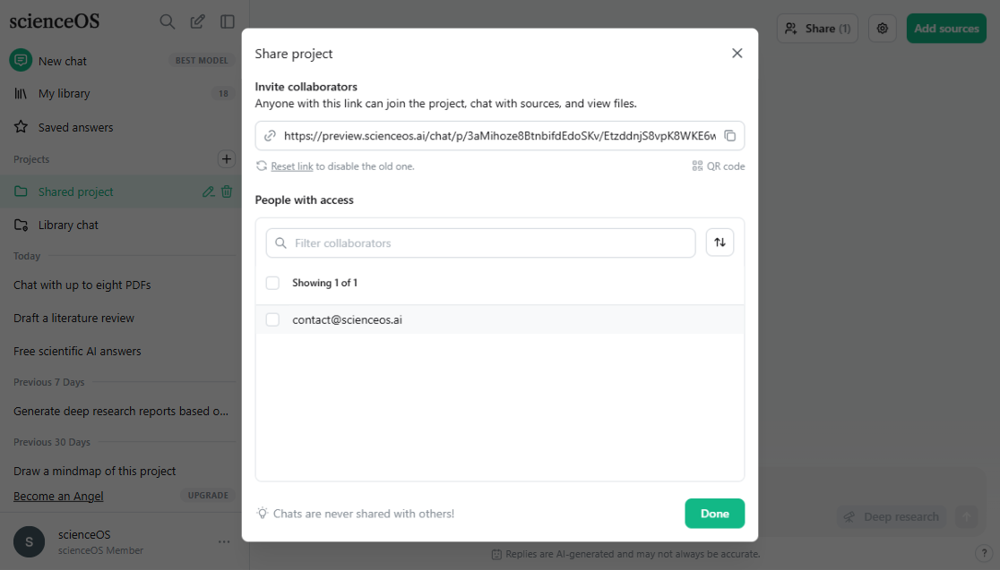 scienceOS
New chat
BEST MODEL
My library
18
Saved answers
Projects
Shared project
Library chat
Today
Chat with up to eight PDFs
Draft a literature review
Free scientific AI answers
Previous 7 Days
Generate deep research reports based o...
Previous 30 Days
Draw a mindmap of this project
Become an Angel
UPGRADE
S
scienceOS
scienceOS Member
Share (1)
Add sources
Share project
Invite collaborators
Anyone with this link can join the project, chat with sources, and view files.
https://preview.scienceos.ai/chat/p/3aMihoze8BtnbifdEdoSKv/EtzddnjS8vpK8WKE6w
Reset link to disable the old one.
QR code
People with access
Filter collaborators
Showing 1 of 1
contact@scienceos.ai
Chats are never shared with others!
Done
Deep research
Replies are AI-generated and may not always be accurate.
?